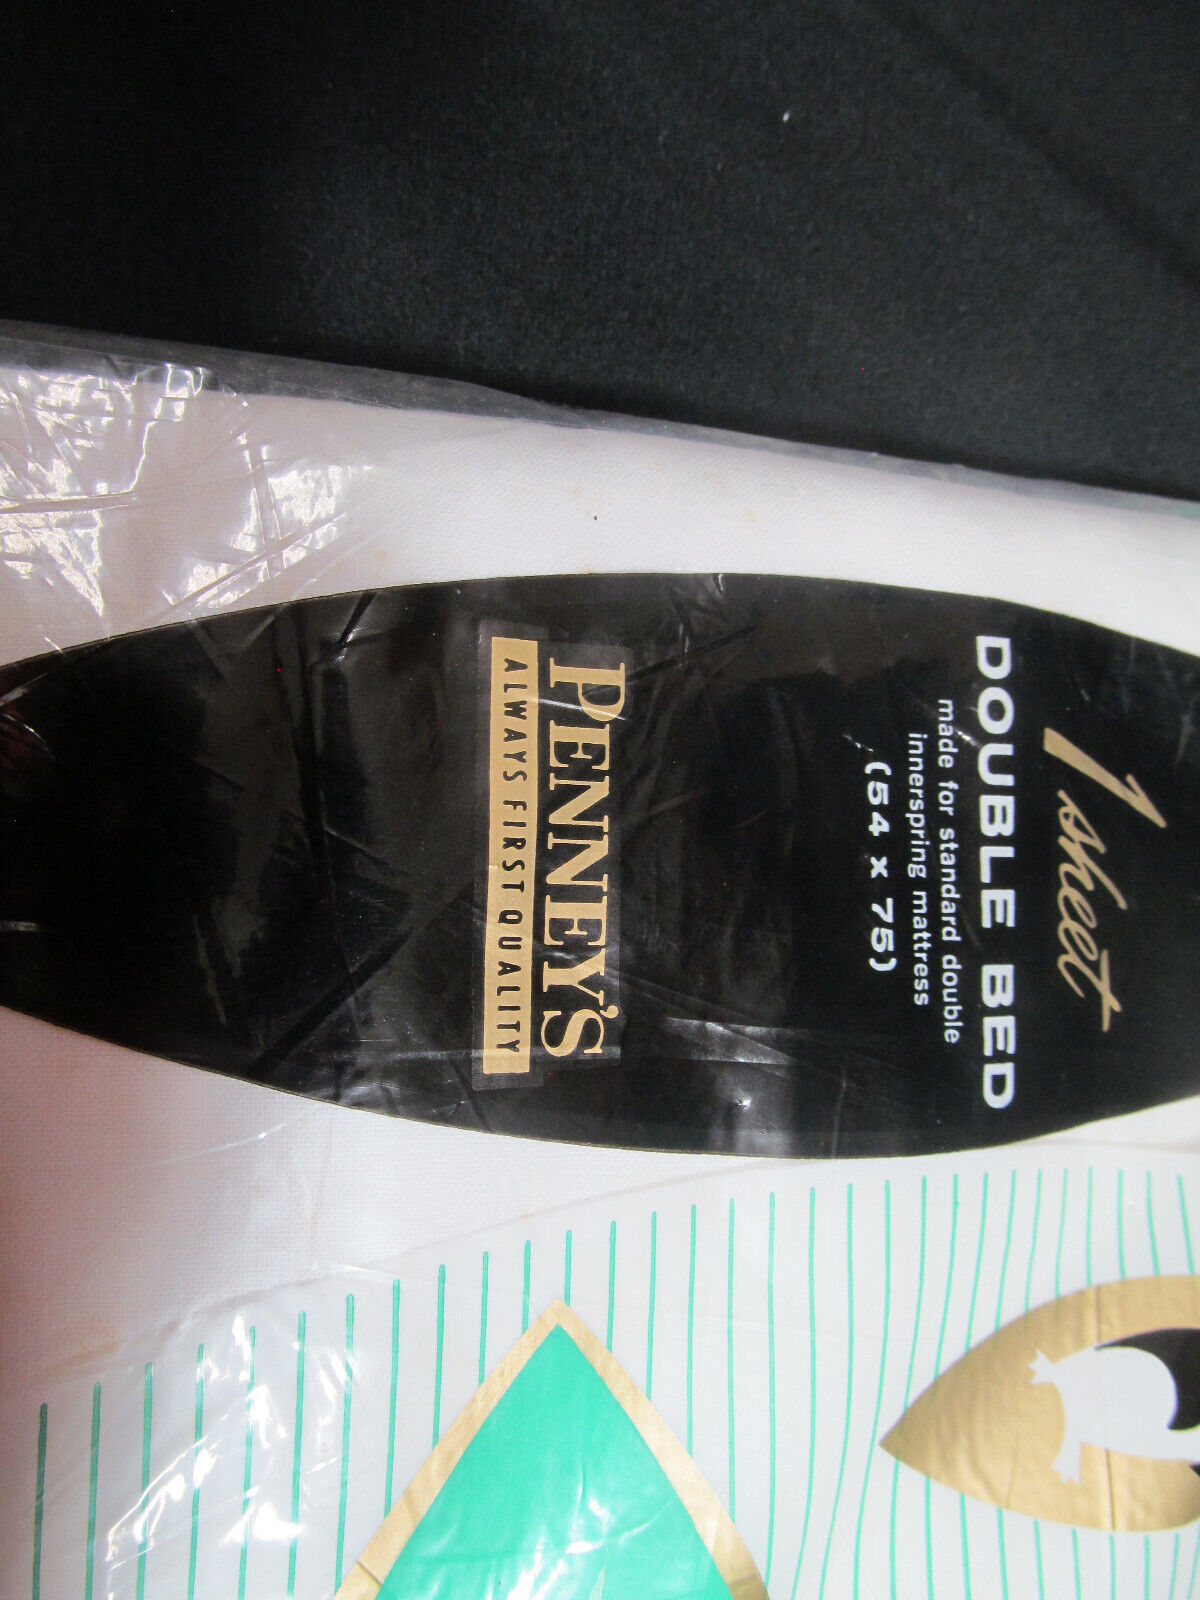 1 sheet
DOUBLE BED
made for standard double
innerspring mattress
(54 x 75)
PENNEY'S
ALWAYS FIRST QUALITY